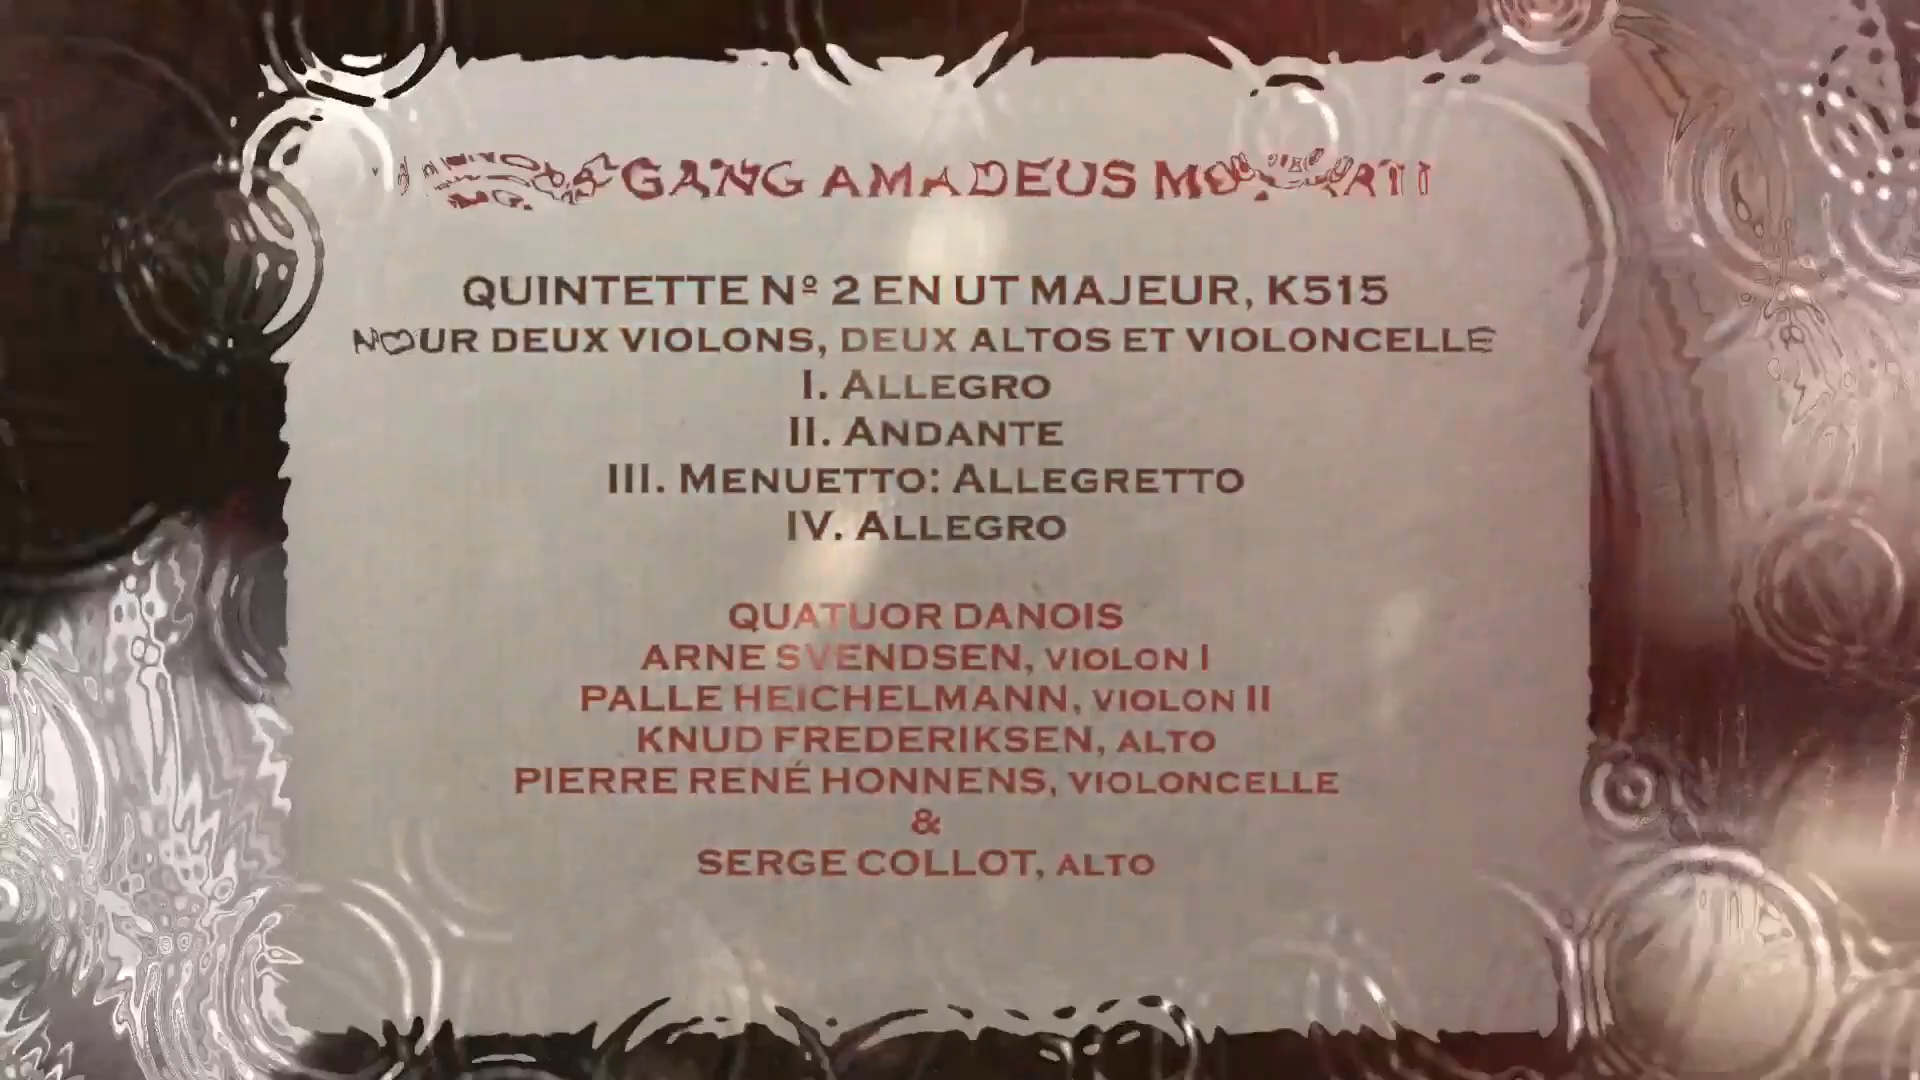 GANG AMADEUS
QUINTETTE Nº 2 EN UT MAJEUR, K515
POUR DEUX VIOLONS, DEUX ALTOS ET VIOLONCELLE
I. ALLEGRO
II. ANDANTE
III. MENUETTO: ALLEGRETTO
IV. ALLEGRO
QUATUOR DANOIS
ARNE SVENDSEN, VIOLON I
PALLE HEICHELMANN, VIOLON II
KNUD FREDERIKSEN, ALTO
PIERRE RENÉ HONNENS, VIOLONCELLE
&
SERGE COLLOT, ALTO